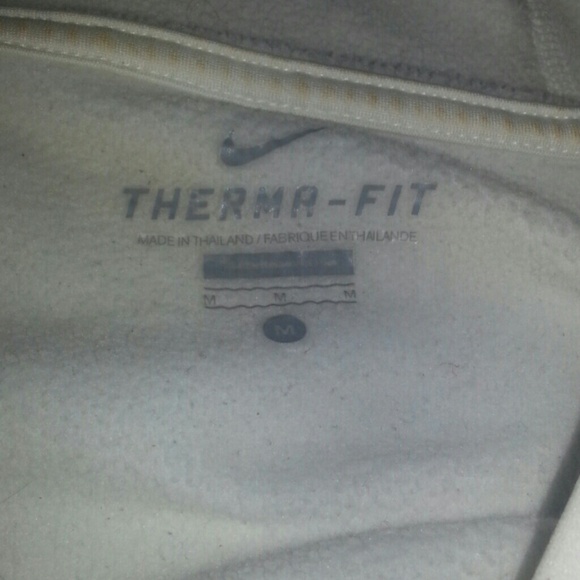 THERMA-FIT
MADE IN THAILAND / FABRIQUE EN THAILANDE
M M M
M